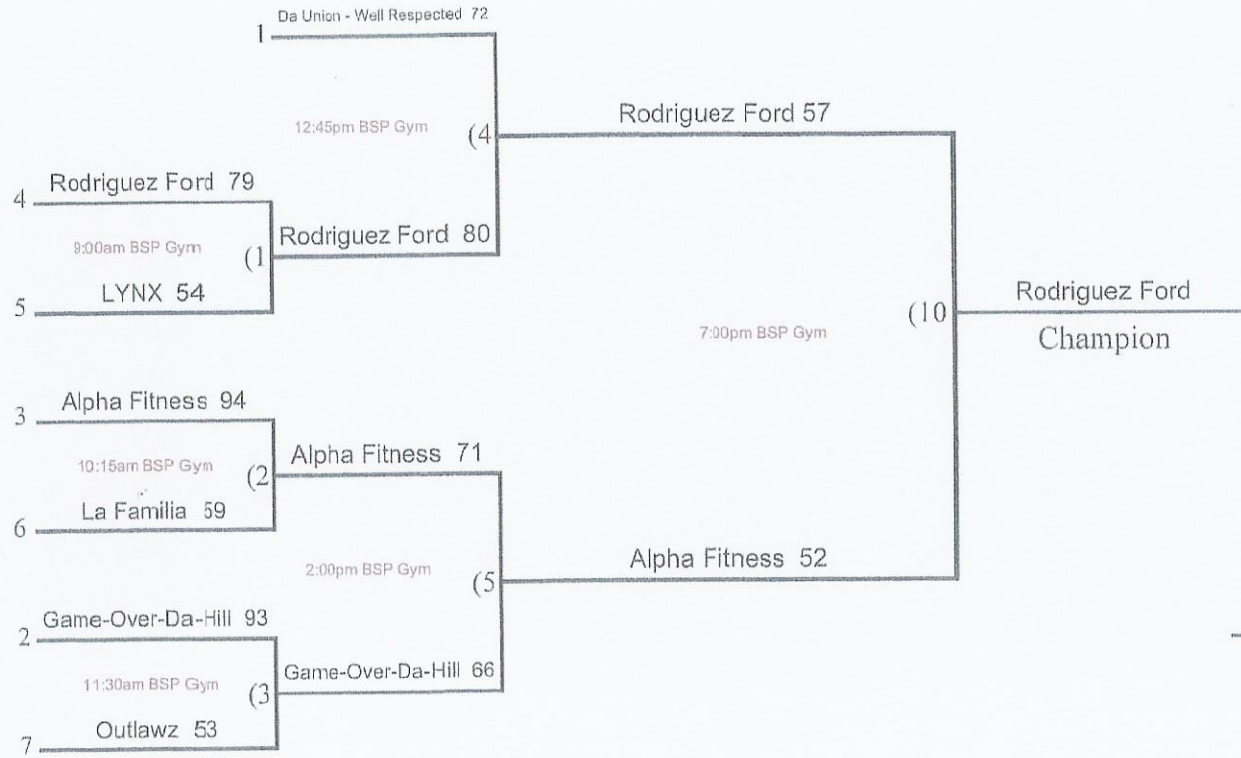 Da Union - Well Respected 72
1
12:45pm BSP Gym
(4
Rodriguez Ford 57
Rodriguez Ford 79
4
9:00am BSP Gym
(1
Rodriguez Ford 80
LYNX 54
5
7:00pm BSP Gym
(10
Rodriguez Ford
Champion
Alpha Fitness 94
3
10:15am BSP Gym
(2
Alpha Fitness 71
La Familia 59
6
2:00pm BSP Gym
(5
Alpha Fitness 52
Game-Over-Da-Hill 93
2
11:30am BSP Gym
(3
Game-Over-Da-Hill 66
Outlawz 53
7